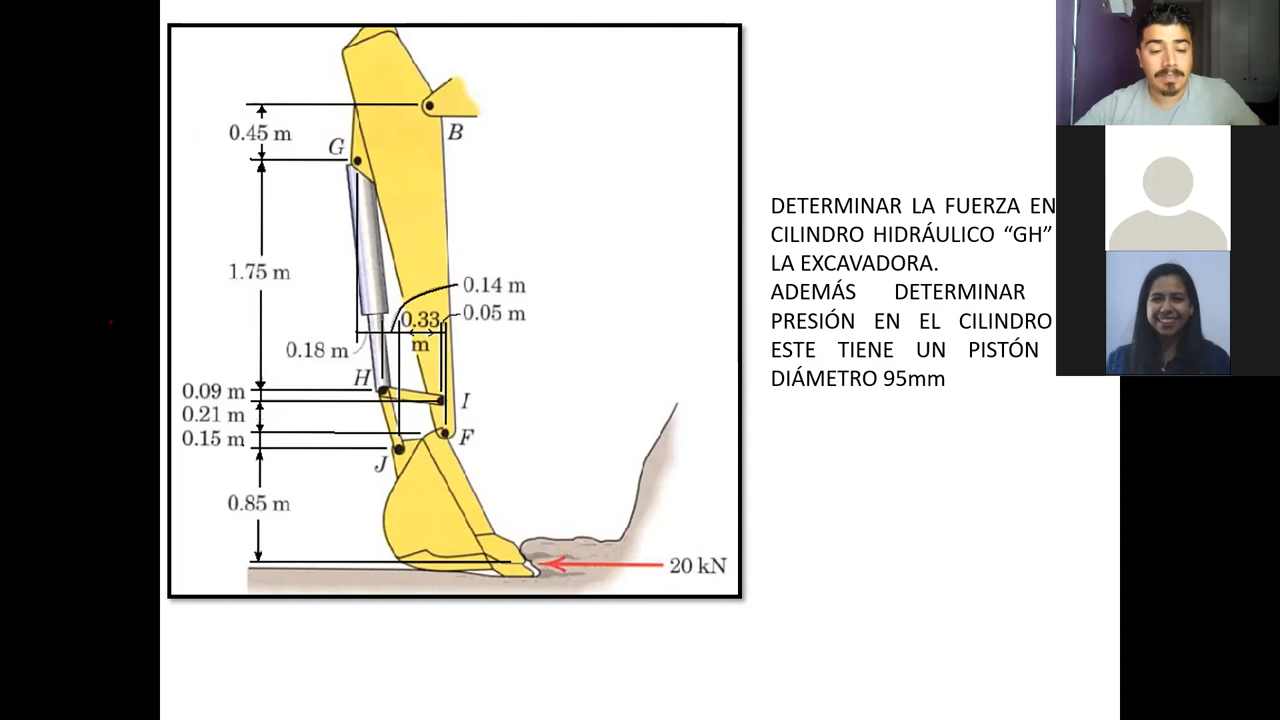 0.45 m
B
G
1.75 m
0.14 m
0.05 m
0.33
m
0.18 m
H
0.09 m
I
0.21 m
0.15 m
F
J
0.85 m
20 kN
DETERMINAR LA FUERZA EN
CILINDRO HIDRÁULICO “GH”
LA EXCAVADORA.
ADEMÁS DETERMINAR
PRESIÓN EN EL CILINDRO
ESTE TIENE UN PISTÓN
DIÁMETRO 95mm